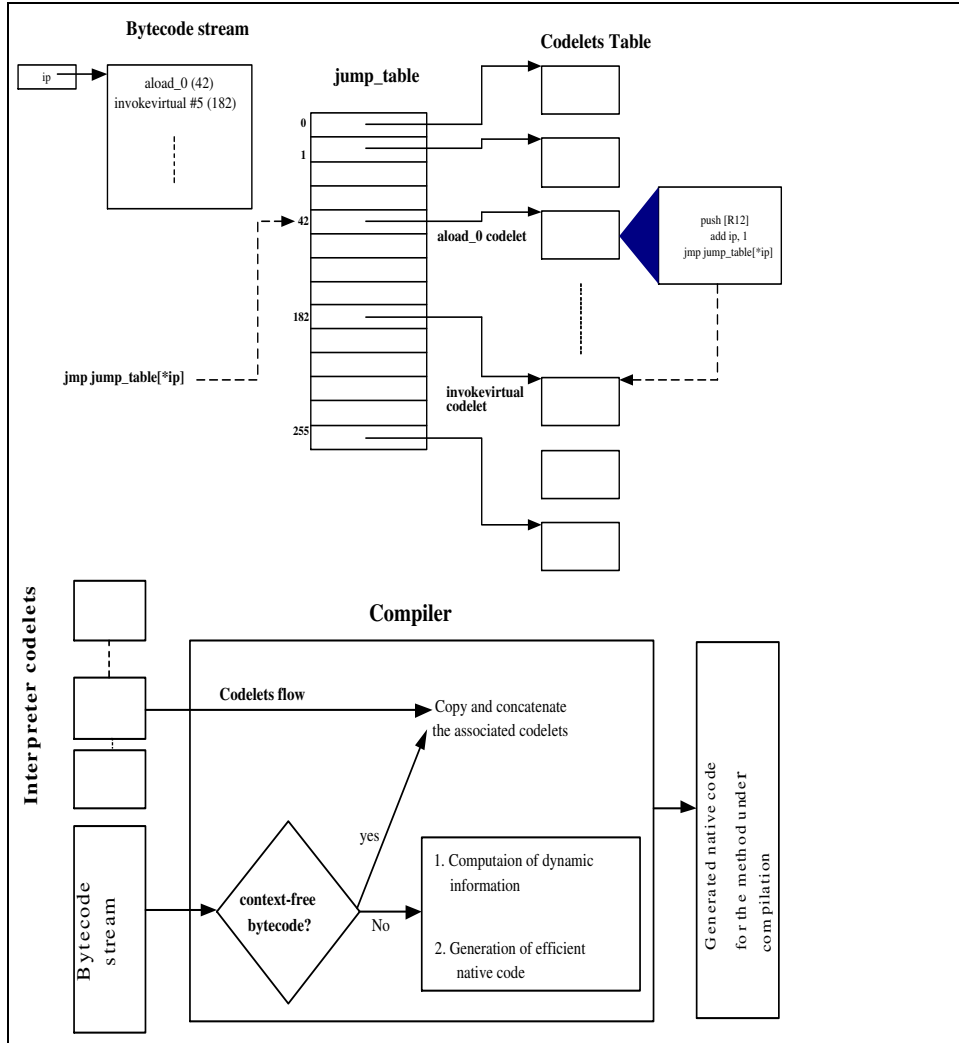 Bytecode stream
Codelets Table
jump_table
ip
aload_0 (42)
invokevirtual #5 (182)
0
1
42
182
255
aload_0 codelet
push [R12]
add ip, 1
jmp jump_table[*ip]
jmp jump_table[*ip]
invokevirtual
codelet
Interpreter codelets
Compiler
Codelets flow
Copy and concatenate
the associated codelets
yes
Bytecode
stream
context-free
bytecode?
No
1. Computaion of dynamic
information
2. Generation of efficient
native code
Generated native code
for the method under
compilation